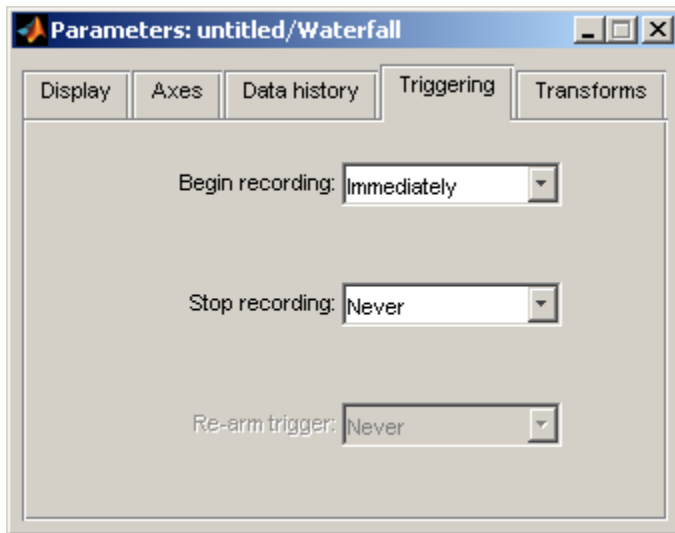 Parameters: untitled/Waterfall
Display Axes Data history Triggering Transforms
Begin recording: Immediately
Stop recording: Never
Re-arm trigger: Never